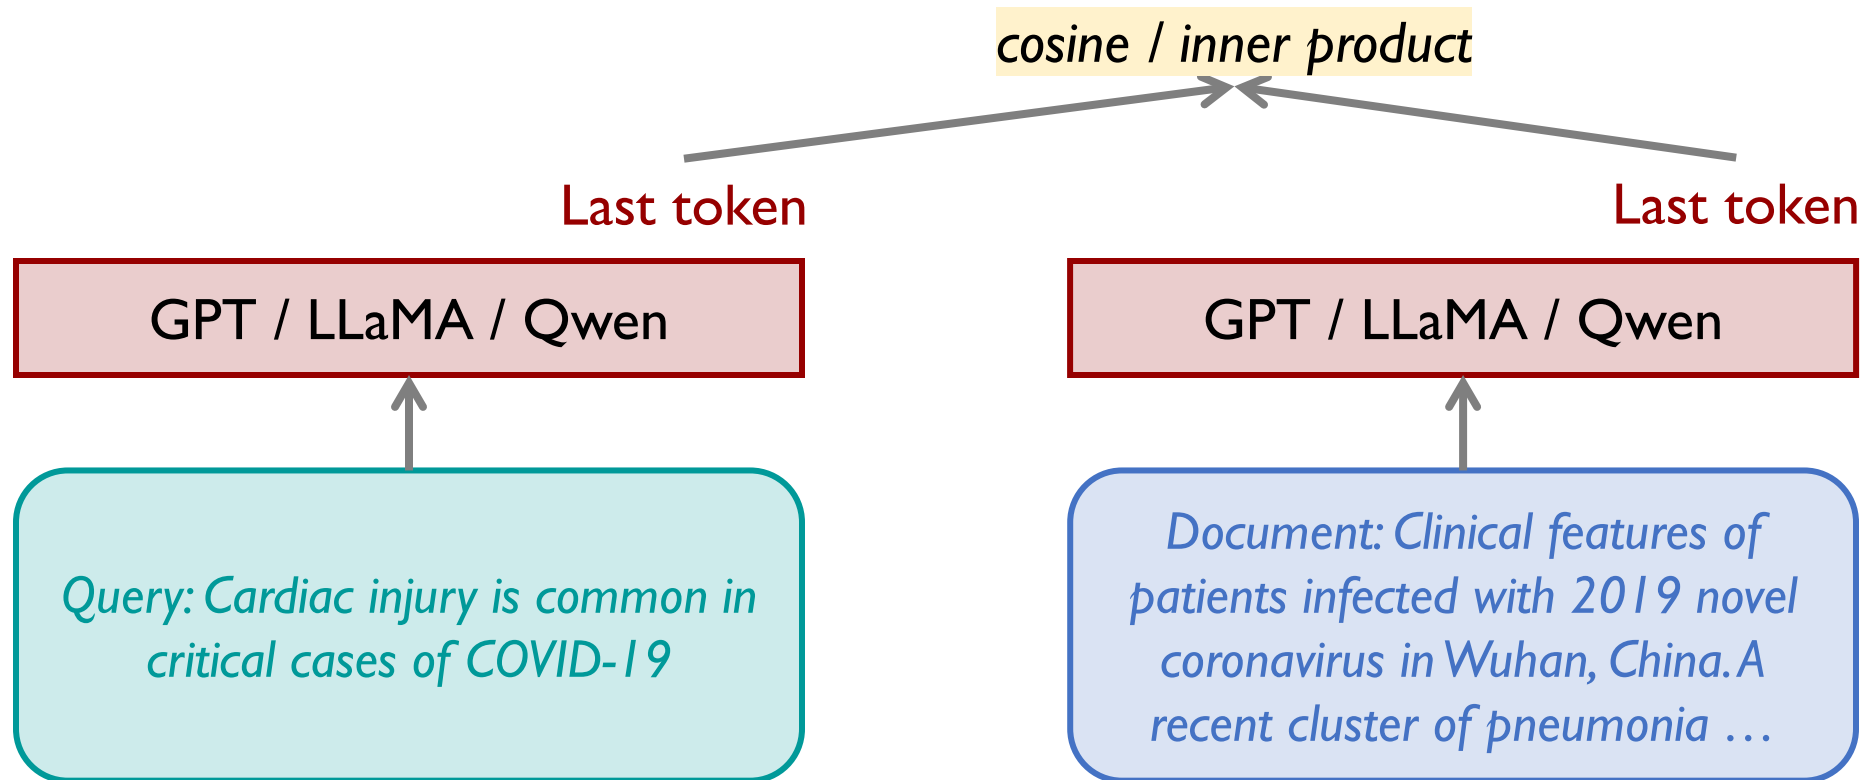 cosine / inner product
Last token
Last token
GPT / LLaMA / Qwen
GPT / LLaMA / Qwen
Query: Cardiac injury is common in
critical cases of COVID-19
Document: Clinical features of
patients infected with 2019 novel
coronavirus in Wuhan, China. A
recent cluster of pneumonia …